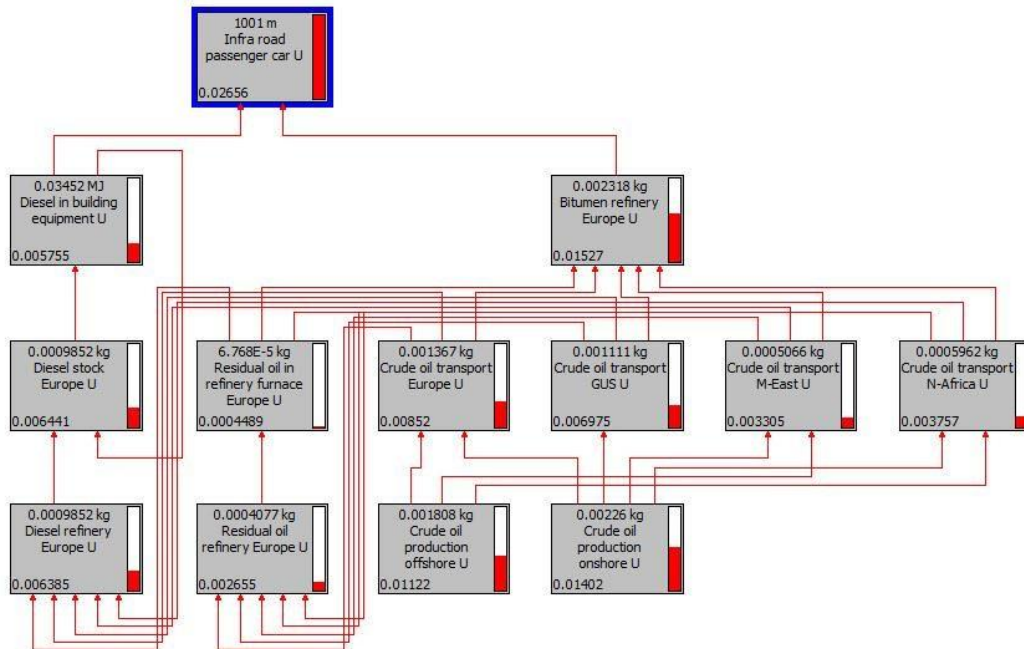 1001 m
Infra road
passenger car U
0.02656
0.03452 MJ
Diesel in building
equipment U
0.005755
0.002318 kg
Bitumen refinery
Europe U
0.01527
0.0009852 kg
Diesel stock
Europe U
0.006441
6.768E-5 kg
Residual oil in
refinery furnace
Europe U
0.0004489
0.001367 kg
Crude oil transport
Europe U
0.00852
0.001111 kg
Crude oil transport
GUS U
0.006975
0.0005066 kg
Crude oil transport
M-East U
0.003305
0.0005962 kg
Crude oil transport
N-Africa U
0.003757
0.0009852 kg
Diesel refinery
Europe U
0.006385
0.0004077 kg
Residual oil
refinery Europe U
0.002655
0.001808 kg
Crude oil
production
offshore U
0.01122
0.00226 kg
Crude oil
production
onshore U
0.01402